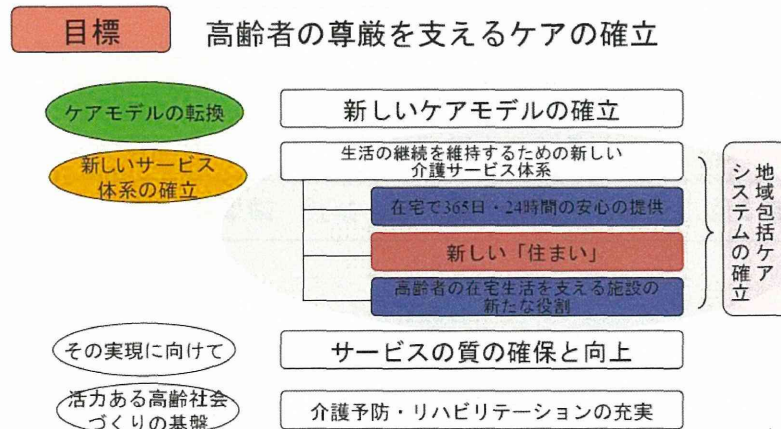 目標
高齢者の尊厳を支えるケアの確立
ケアモデルの転換
新しいケアモデルの確立
新しいサービス
体系の確立
生活の継続を維持するための新しい
介護サービス体系
在宅で365日・24時間の安心の提供
新しい「住まい」
高齢者の在宅生活を支える施設の
新たな役割
地域包括ケア
システムの確立
その実現に向けて
サービスの質の確保と向上
活力ある高齢社会
づくりの基盤
介護予防・リハビリテーションの充実